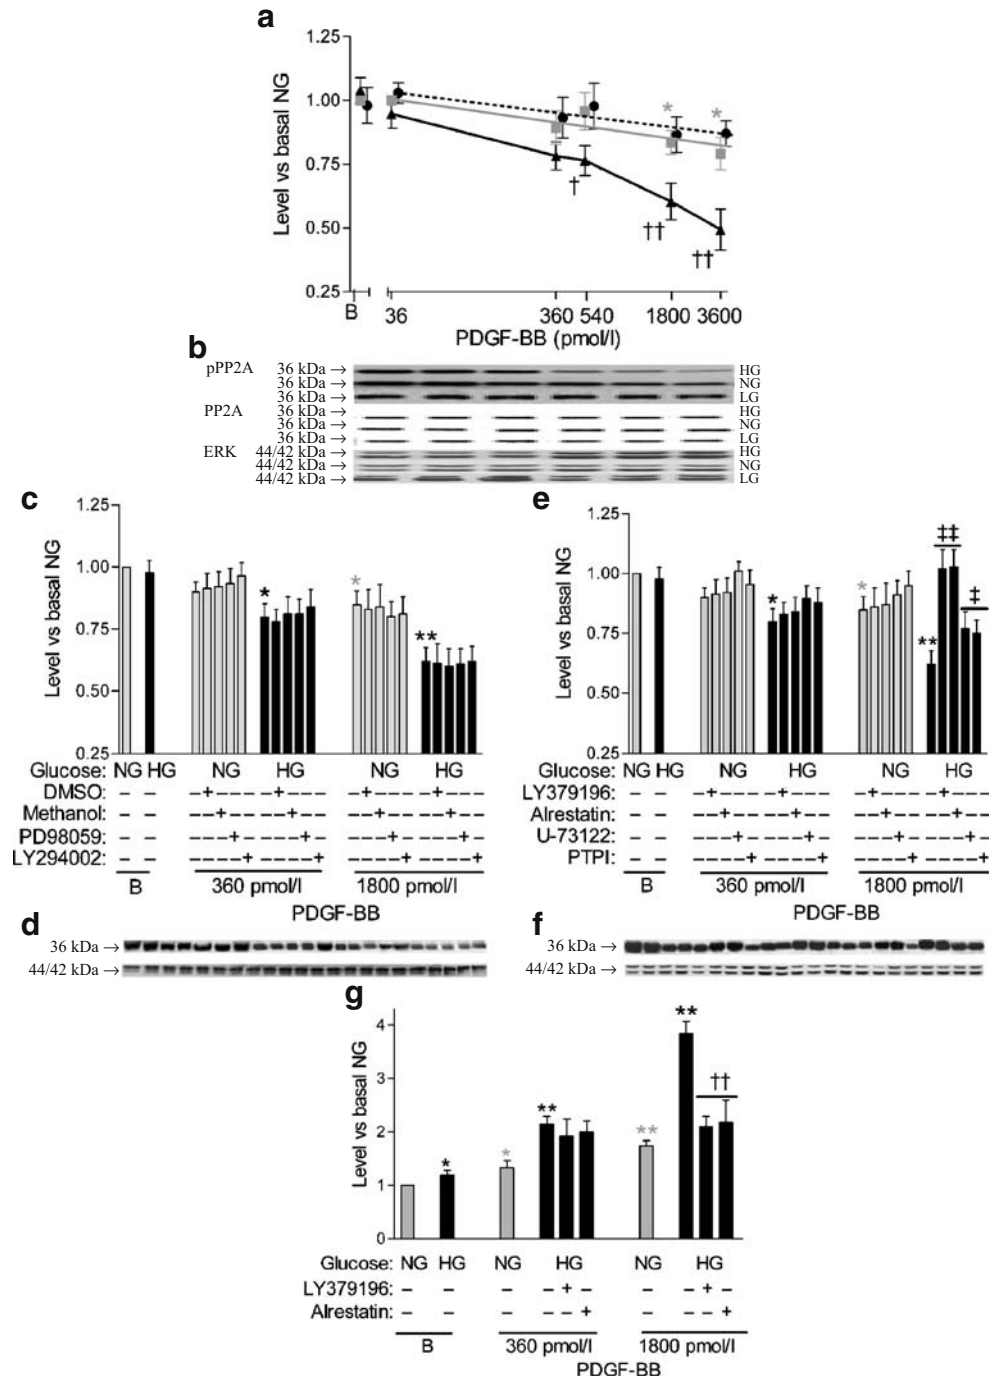 a
1.25
1.00
0.75
0.50
0.25
Level vs basal NG
* *
†
††
††
B 36 360 540 1800 3600
PDGF-BB (pmol/l)
b
pPP2A 36 kDa → HG
36 kDa → NG
36 kDa → LG
PP2A 36 kDa → HG
36 kDa → NG
36 kDa → LG
ERK 44/42 kDa → HG
44/42 kDa → NG
44/42 kDa → LG
c
1.25
1.00
0.75
0.50
0.25
Level vs basal NG
* * * **
Glucose: NG HG NG HG NG HG
DMSO: – – –+––– –+––– –+––– –+–––
Methanol: – – ––+–– ––+–– ––+–– ––+––
PD98059: – – –––+– –––+– –––+– –––+–
LY294002: – – ––––+ ––––+ ––––+ ––––+
B 360 pmol/l 1800 pmol/l
PDGF-BB
d
36 kDa →
44/42 kDa →
e
1.25
1.00
0.75
0.50
0.25
Level vs basal NG
* * ** ‡‡ ‡
Glucose: NG HG NG HG NG HG
LY379196: – – –+––– –+––– –+––– –+–––
Alrestatin: – – ––+–– ––+–– ––+–– ––+––
U-73122: – – –––+– –––+– –––+– –––+–
PTPI: – – ––––+ ––––+ ––––+ ––––+
B 360 pmol/l 1800 pmol/l
PDGF-BB
f
36 kDa →
44/42 kDa →
g
4
3
2
1
0
Level vs basal NG
* * ** ** ** ††
Glucose: NG HG NG HG NG HG
LY379196: – – – – + – – – + –
Alrestatin: – – – – – + – – – +
B 360 pmol/l 1800 pmol/l
PDGF-BB